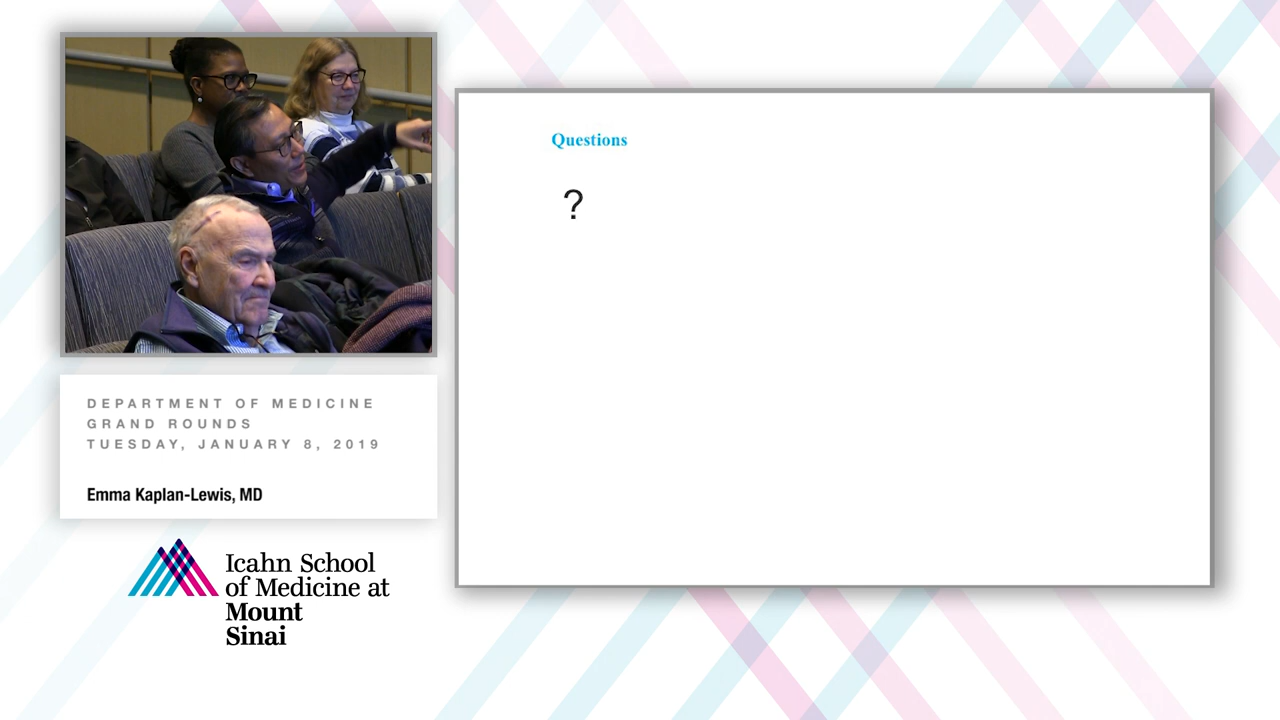 Questions
?
DEPARTMENT OF MEDICINE
GRAND ROUNDS
TUESDAY, JANUARY 8, 2019
Emma Kaplan-Lewis, MD
Icahn School
of Medicine at
Mount
Sinai